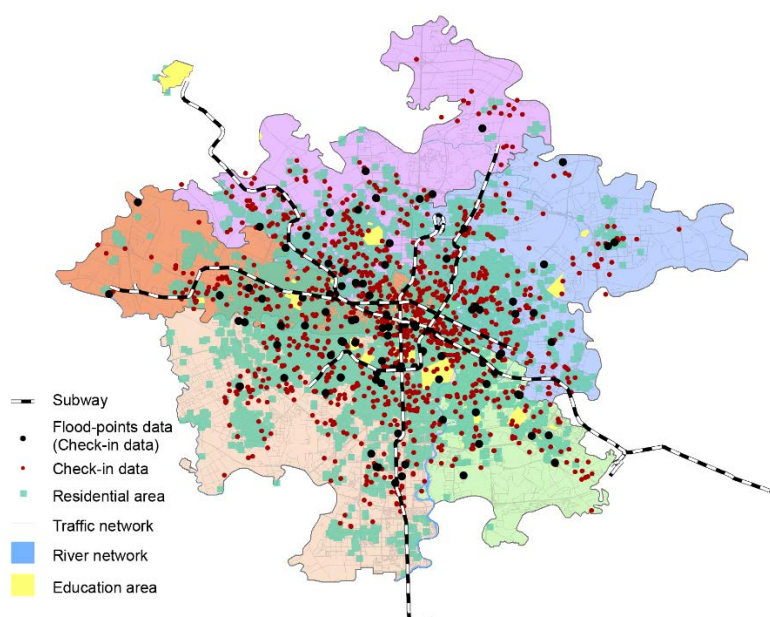 Subway
Flood-points data
(Check-in data)
Check-in data
Residential area
Traffic network
River network
Education area